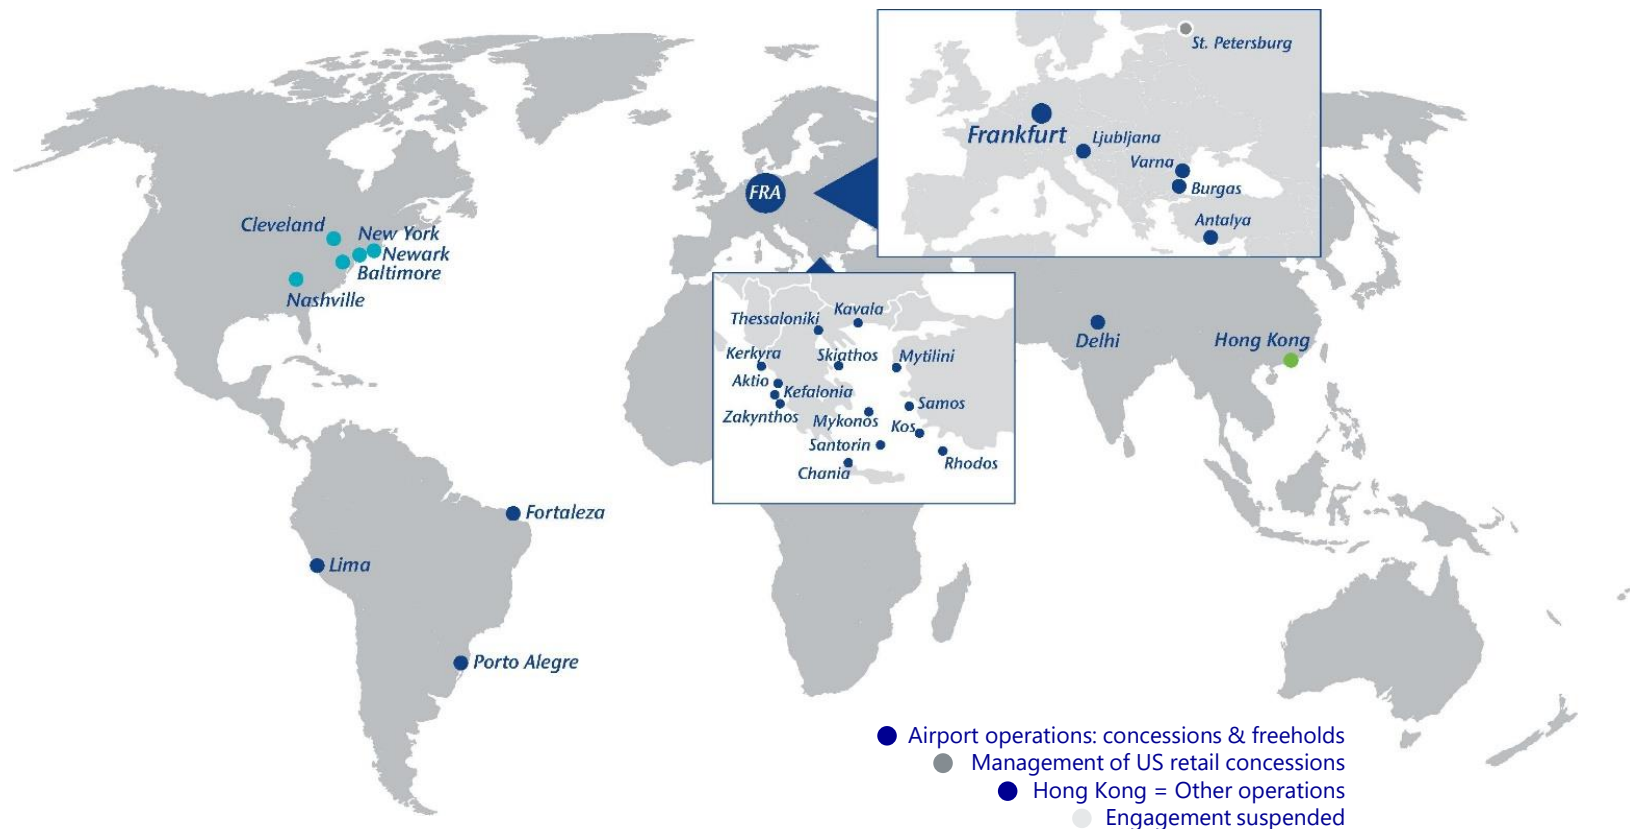 St. Petersburg
Frankfurt
Ljubljana
Varna
Burgas
Antalya
FRA
Cleveland
New York
Newark
Baltimore
Nashville
Kavala
Thessaloniki
Kerkyra
Skiathos
Mytilini
Aktio
Kefalonia
Zakynthos
Samos
Mykonos
Kos
Santorin
Rhodos
Chania
Delhi
Hong Kong
Fortaleza
Lima
Porto Alegre
Airport operations: concessions & freeholds
Management of US retail concessions
Hong Kong = Other operations
Engagement suspended